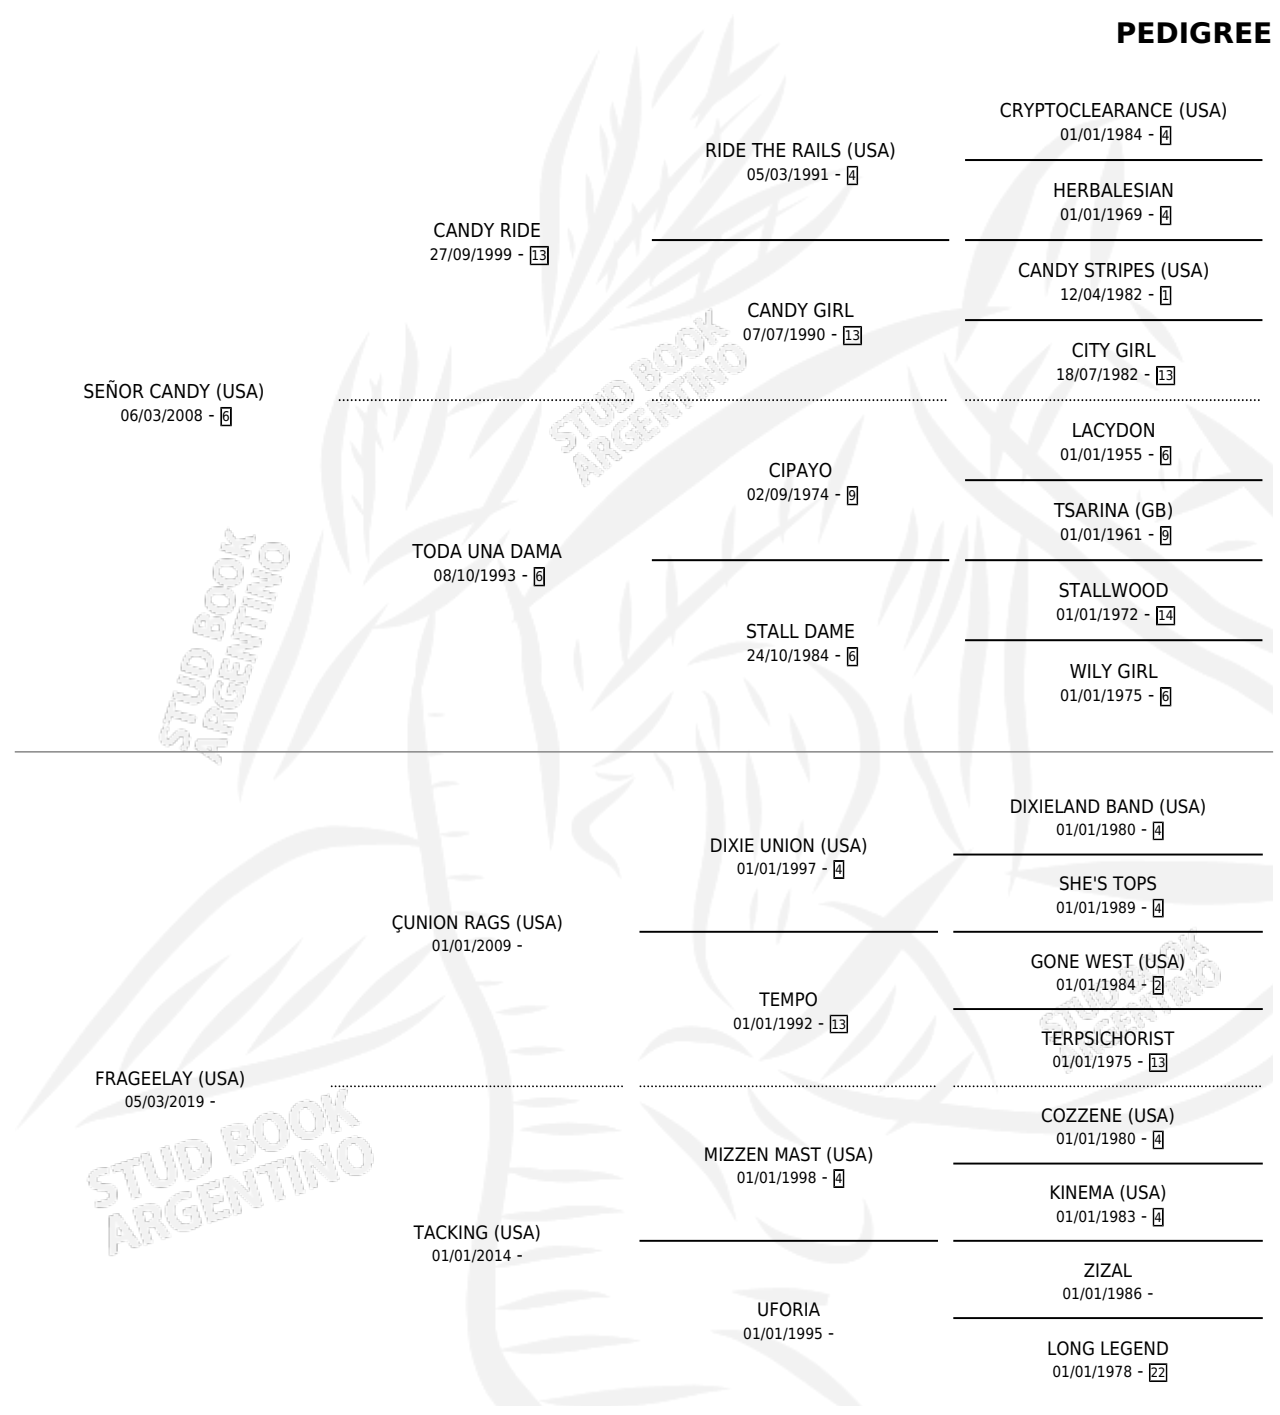 PEDIGREE
CRYPTOCLEARANCE (USA)
01/01/1984 - 4
RIDE THE RAILS (USA)
05/03/1991 - 4
HERBALESIAN
01/01/1969 - 4
CANDY RIDE
27/09/1999 - 13
CANDY STRIPES (USA)
12/04/1982 - 1
CANDY GIRL
07/07/1990 - 13
CITY GIRL
18/07/1982 - 13
SEÑOR CANDY (USA)
06/03/2008 - 6
LACYDON
01/01/1955 - 6
CIPAYO
02/09/1974 - 9
TSARINA (GB)
01/01/1961 - 9
TODA UNA DAMA
08/10/1993 - 6
STALLWOOD
01/01/1972 - 14
STALL DAME
24/10/1984 - 6
WILY GIRL
01/01/1975 - 6
DIXIELAND BAND (USA)
01/01/1980 - 4
DIXIE UNION (USA)
01/01/1997 - 4
SHE'S TOPS
01/01/1989 - 4
ÇUNION RAGS (USA)
01/01/2009 -
GONE WEST (USA)
01/01/1984 - 2
TEMPO
01/01/1992 - 13
TERPSICHORIST
01/01/1975 - 13
FRAGEELAY (USA)
05/03/2019 -
COZZENE (USA)
01/01/1980 - 4
MIZZEN MAST (USA)
01/01/1998 - 4
KINEMA (USA)
01/01/1983 - 4
TACKING (USA)
01/01/2014 -
ZIZAL
01/01/1986 -
UFORIA
01/01/1995 -
LONG LEGEND
01/01/1978 - 22
STUD BOOK
ARGENTINO
STUD BOOK
ARGENTINO
STUD BOOK
ARGENTINO
STUD BOOK
ARGENTINO